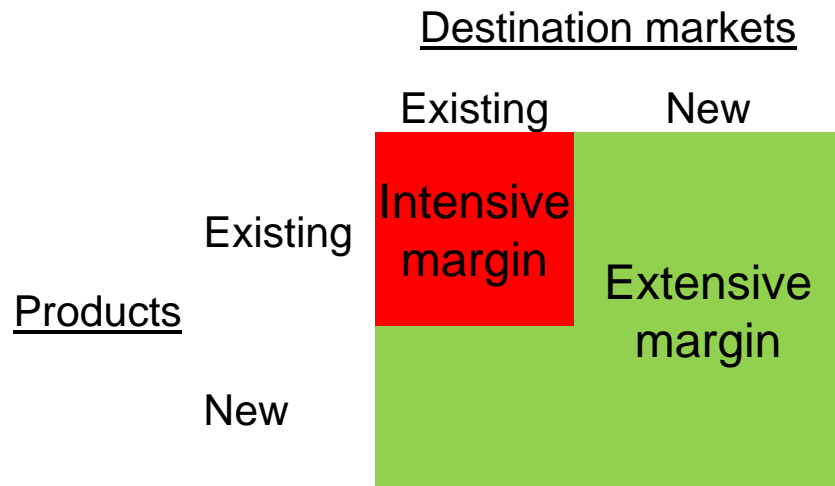 Destination markets
Existing New
Intensive
margin
Existing
Extensive
margin
Products
New